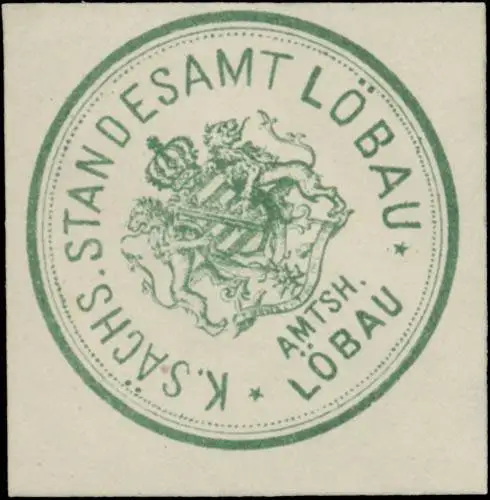 K. SÄCHS. STANDESAMT LÖBAU
AMTSH.
LÖBAU